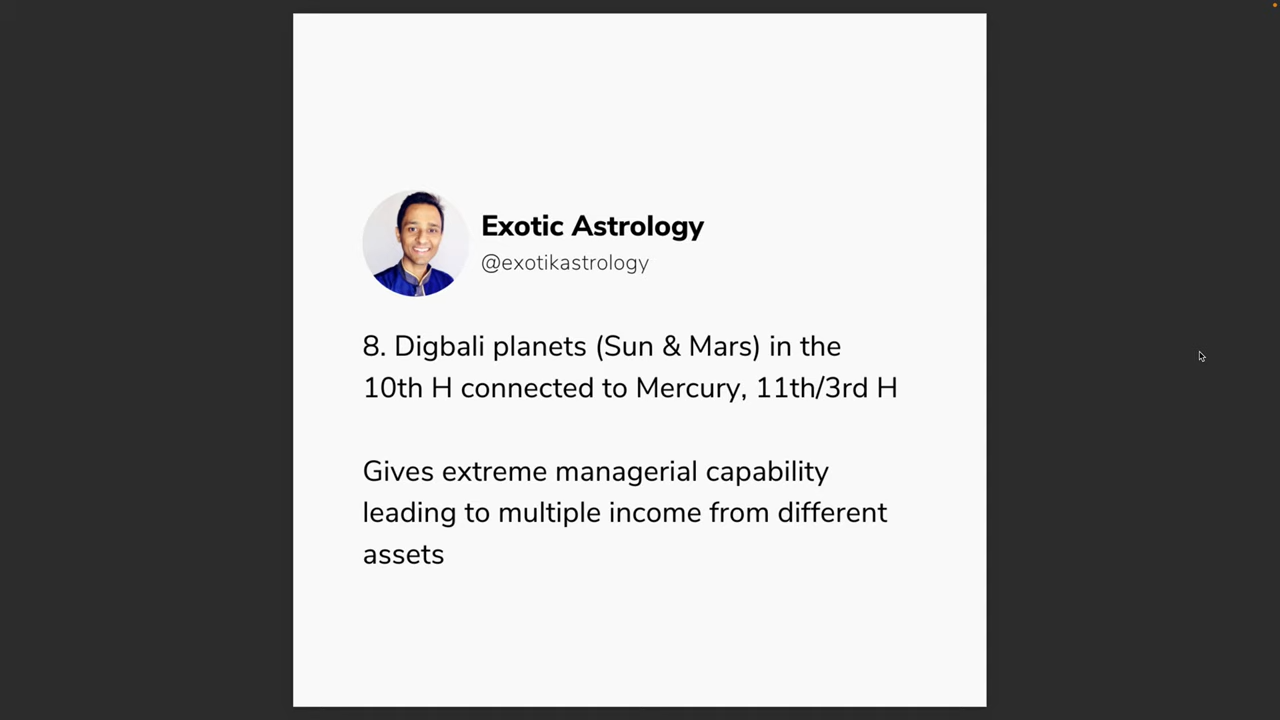 Exotic Astrology
@exotikastrology
8. Digbali planets (Sun & Mars) in the
10th H connected to Mercury, 11th/3rd H
Gives extreme managerial capability
leading to multiple income from different
assets